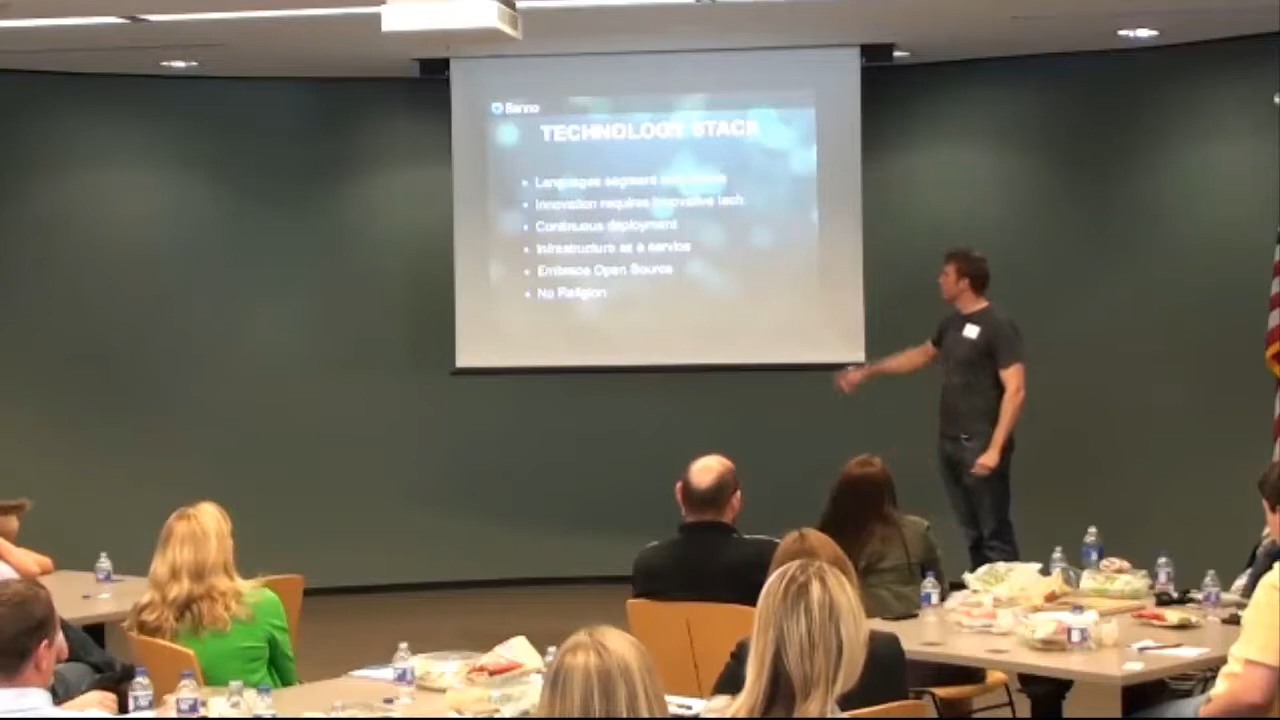 Banno
TECHNOLOGY STACK
Languages segment
Innovation requires innovative tech
Continuous deployment
Infrastructure as a service
Embrace Open Source
No Religion